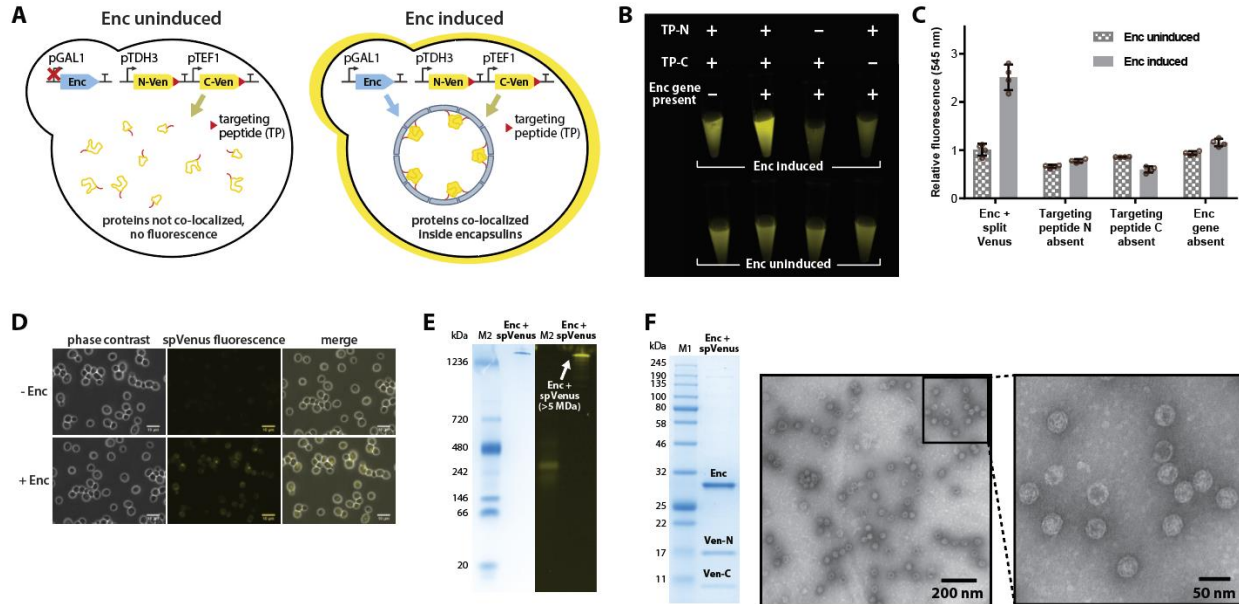 A
Enc uninduced
Enc induced
pGAL1 pTDH3 pTEF1
Enc N-Ven C-Ven
targeting
peptide (TP)
proteins not co-localized,
no fluorescence
pGAL1 pTDH3 pTEF1
Enc N-Ven C-Ven
targeting
peptide (TP)
proteins co-localized
inside encapsulins
B
TP-N + + – +
TP-C + + + –
Enc gene
present – + + +
Enc induced
Enc uninduced
C
Relative fluorescence (545 nm)
3
2
1
0
Enc uninduced
Enc induced
Enc +
split
Venus
Targeting
peptide N
absent
Targeting
peptide C
absent
Enc
gene
absent
D
phase contrast spVenus fluorescence merge
- Enc
+ Enc
E
kDa M2 Enc +
spVenus
M2 Enc +
spVenus
1236
720
480
242
146
66
20
Enc +
spVenus
(>5 MDa)
F
kDa M1 Enc +
spVenus
245
190
135
100
80
58
46
32
25
22
17
11
Enc
Ven-N
Ven-C
200 nm
50 nm